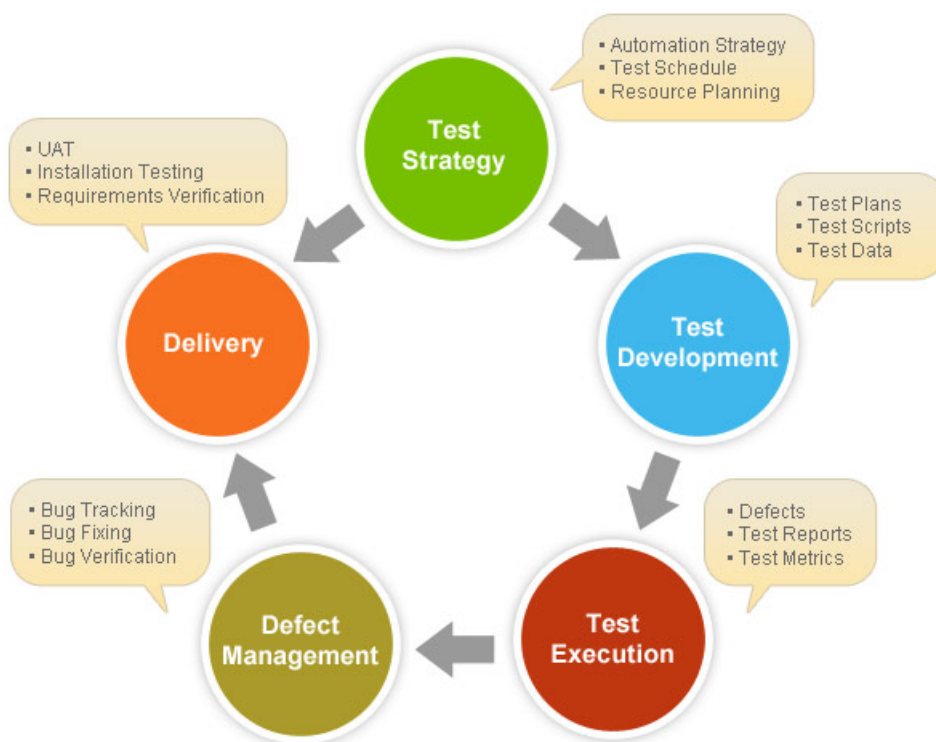 Test
Strategy
▪ Automation Strategy
▪ Test Schedule
▪ Resource Planning
Test
Development
▪ Test Plans
▪ Test Scripts
▪ Test Data
Test
Execution
▪ Defects
▪ Test Reports
▪ Test Metrics
Defect
Management
▪ Bug Tracking
▪ Bug Fixing
▪ Bug Verification
Delivery
▪ UAT
▪ Installation Testing
▪ Requirements Verification